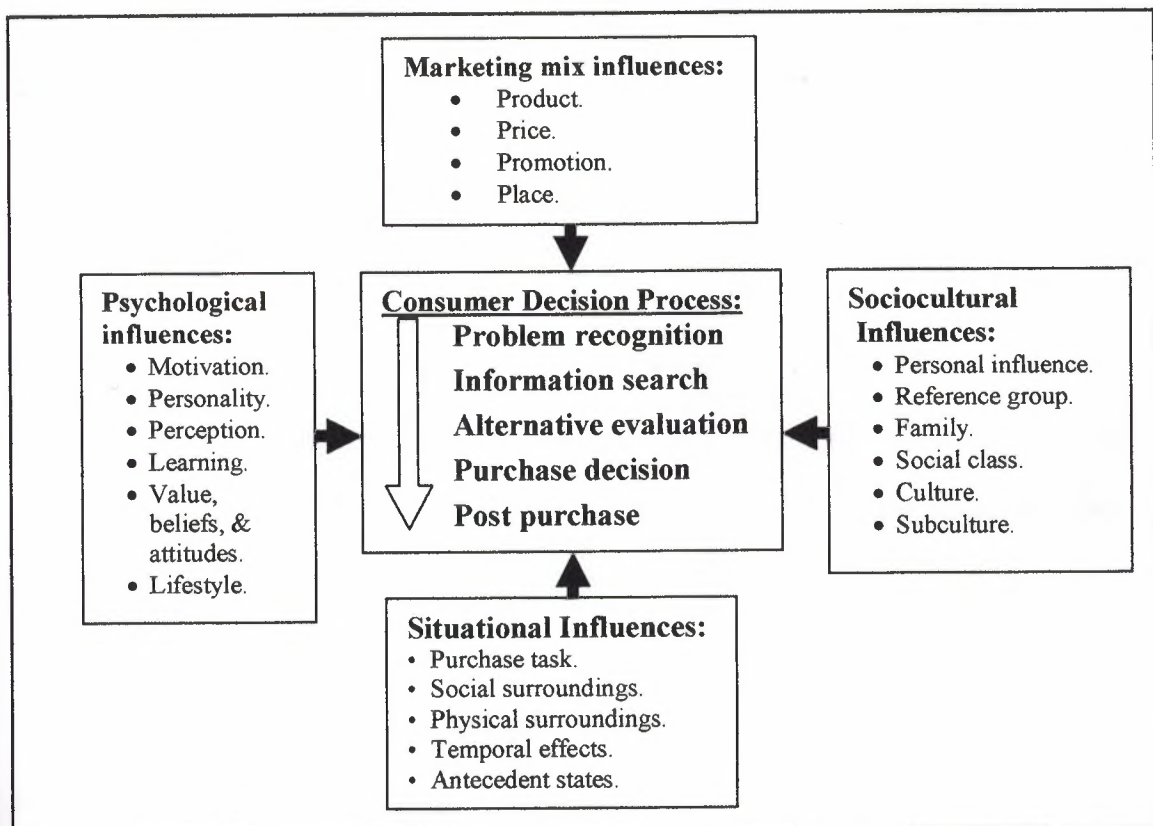 Marketing mix influences:
• Product.
• Price.
• Promotion.
• Place.
Psychological
influences:
• Motivation.
• Personality.
• Perception.
• Learning.
• Value,
beliefs, &
attitudes.
• Lifestyle.
Consumer Decision Process:
Problem recognition
Information search
Alternative evaluation
Purchase decision
Post purchase
Sociocultural
Influences:
• Personal influence.
• Reference group.
• Family.
• Social class.
• Culture.
• Subculture.
Situational Influences:
• Purchase task.
• Social surroundings.
• Physical surroundings.
• Temporal effects.
• Antecedent states.